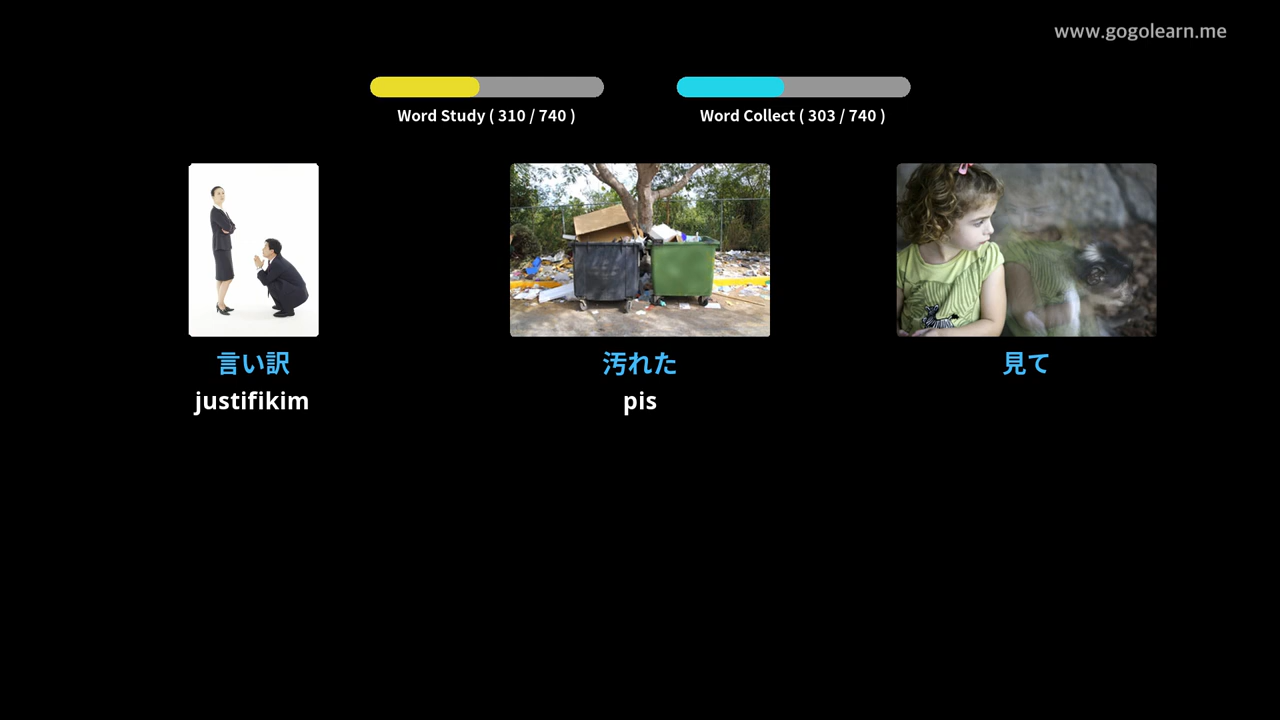 www.gogolearn.me
Word Study ( 310 / 740 )
Word Collect ( 303 / 740 )
言い訳
汚れた
見て
justifikim
pis